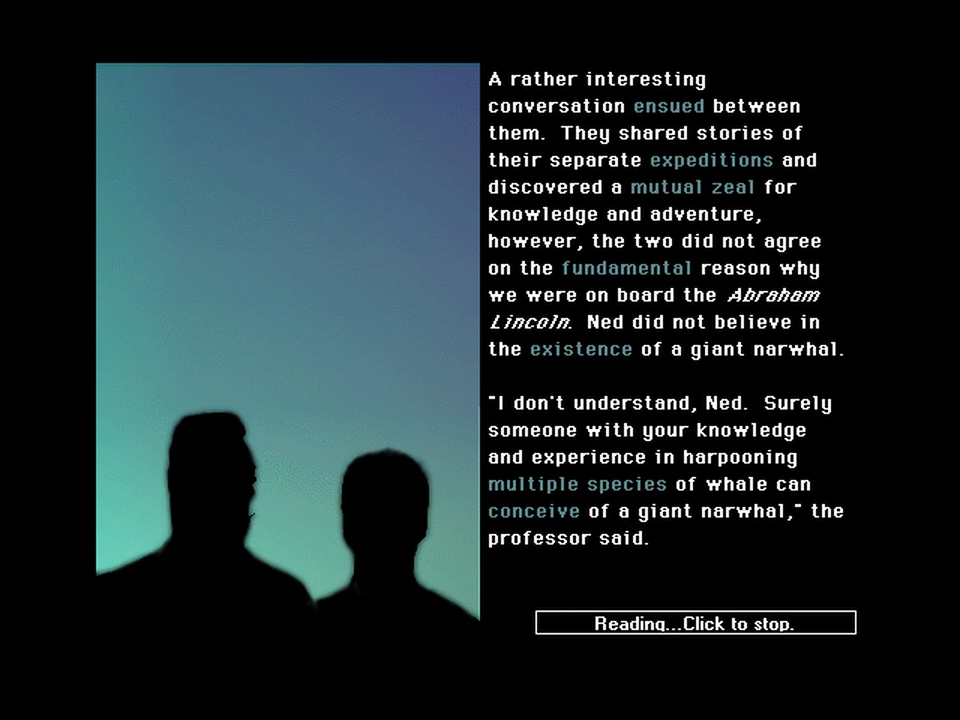 A rather interesting
conversation ensued between
them.  They shared stories of
their separate expeditions and
discovered a mutual zeal for
knowledge and adventure,
however, the two did not agree
on the fundamental reason why
we were on board the Abraham
Lincoln.  Ned did not believe in
the existence of a giant narwhal.

"I don't understand, Ned.  Surely
someone with your knowledge
and experience in harpooning
multiple species of whale can
conceive of a giant narwhal," the
professor said.
Reading...Click to stop.